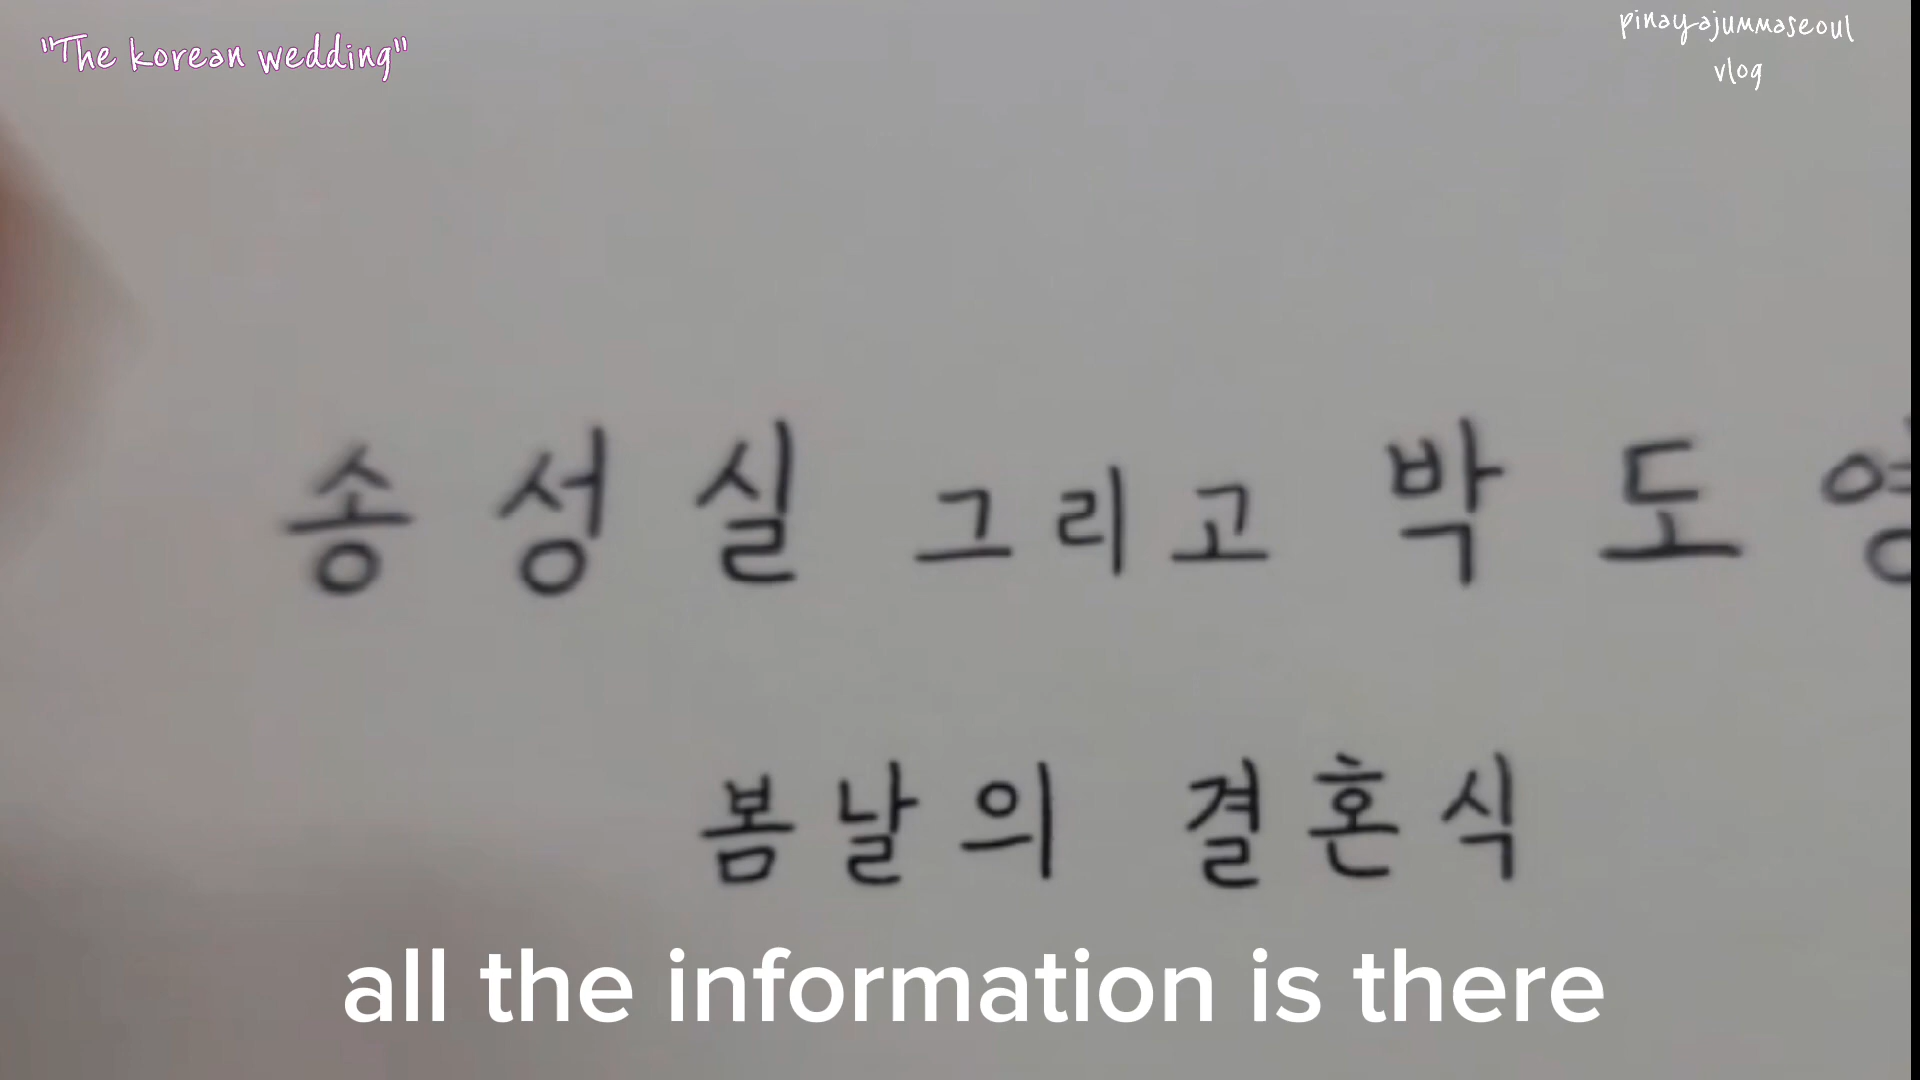 "The korean wedding"
pinayajummaseoul
vlog
송성실 그리고 박도영
봄날의 결혼식
all the information is there